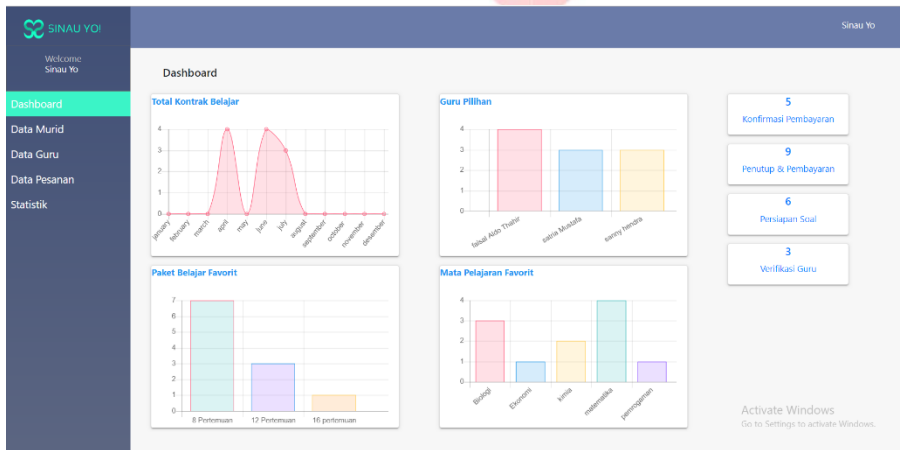 SINAU YO!
Sinau Yo
Welcome
Sinau Yo
Dashboard
Data Murid
Data Guru
Data Pesanan
Statistik
Dashboard
Total Kontrak Belajar
4
3
2
1
0
january
february
march
april
may
june
july
august
september
october
november
desember
Guru Pilihan
4
3
2
1
0
faisal Aldo Thahir
satria Mustafa
sanny hendra
5
Konfirmasi Pembayaran
9
Penutup & Pembayaran
6
Persiapan Soal
3
Verifikasi Guru
Paket Belajar Favorit
7
6
5
4
3
2
1
0
8 Pertemuan
12 Pertemuan
16 pertemuan
Mata Pelajaran Favorit
4
3
2
1
0
Biologi
Ekonomi
kimia
matematika
pemrograman
Activate Windows
Go to Settings to activate Windows.